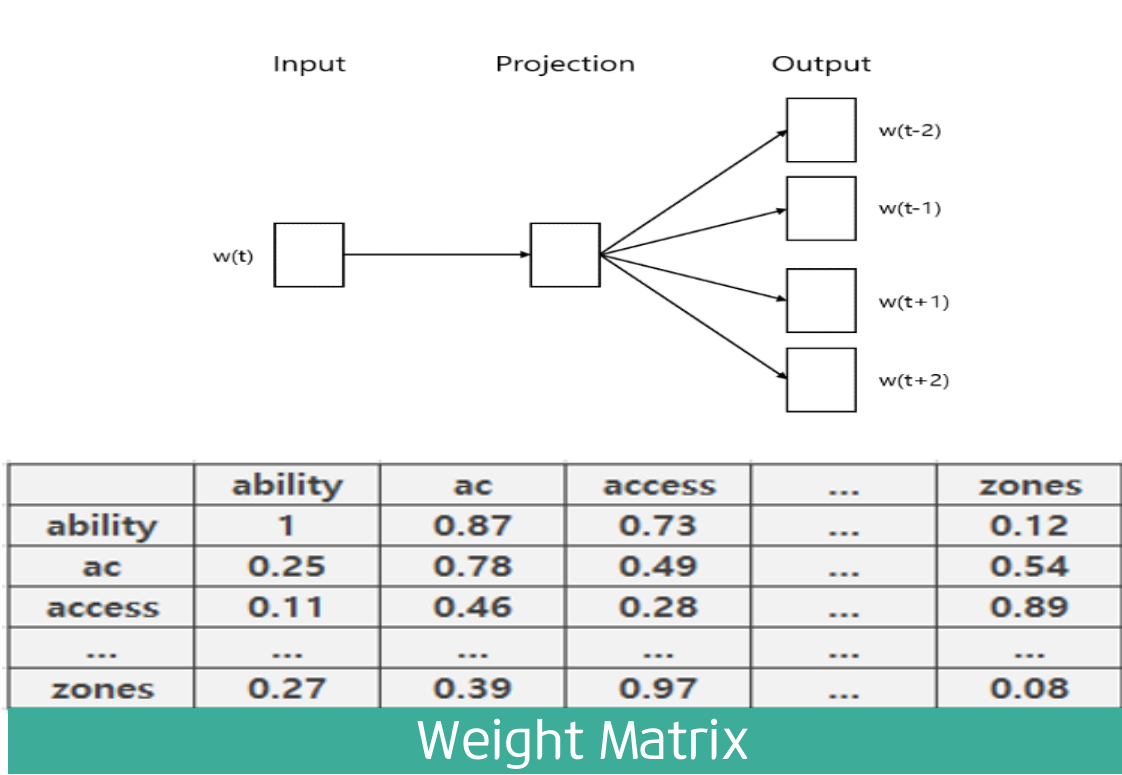 Input Projection Output
w(t-2)
w(t-1)
w(t)
w(t+1)
w(t+2)
ability ac access ... zones
ability 1 0.87 0.73 ... 0.12
ac 0.25 0.78 0.49 ... 0.54
access 0.11 0.46 0.28 ... 0.89
... ... ... ... ... ...
zones 0.27 0.39 0.97 ... 0.08
Weight Matrix